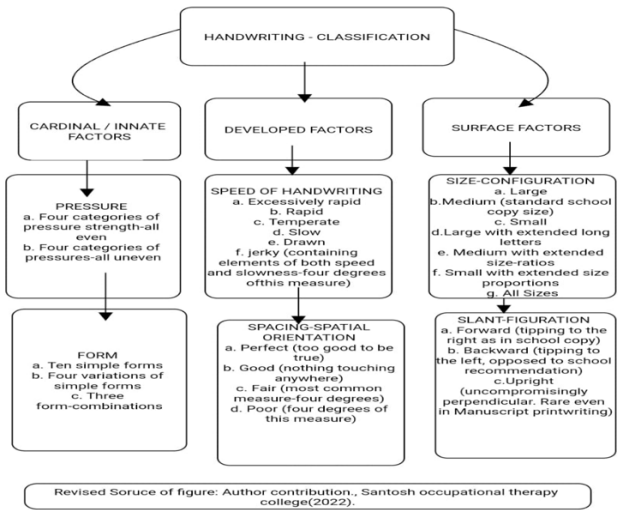 HANDWRITING - CLASSIFICATION
CARDINAL / INNATE
FACTORS
DEVELOPED FACTORS
SURFACE FACTORS
PRESSURE
a. Four categories of
pressure strength-all
even
b. Four categories of
pressures-all uneven
SPEED OF HANDWRITING
a. Excessively rapid
b. Rapid
c. Temperate
d. Slow
e. Drawn
f. jerky (containing
elements of both speed
and slowness-four degrees
ofthis measure)
SIZE-CONFIGURATION
a. Large
b.Medium (standard school
copy size)
c. Small
d.Large with extended long
letters
e. Medium with extended
size-ratios
f. Small with extended size
proportions
g. All Sizes
FORM
a. Ten simple forms
b. Four variations of
simple forms
c. Three
form-combinations
SPACING-SPATIAL
ORIENTATION
a. Perfect (too good to be
true)
b. Good (nothing touching
anywhere)
c. Fair (most common
measure-four degrees)
d. Poor (four degrees of
this measure)
SLANT-FIGURATION
a. Forward (tipping to the
right as in school copy)
b. Backward (tipping to
the left, opposed to school
recommendation)
c.Upright
(uncompromisingly
perpendicular. Rare even
in Manuscript printwriting)
Revised Soruce of figure: Author contribution., Santosh occupational therapy
college(2022).